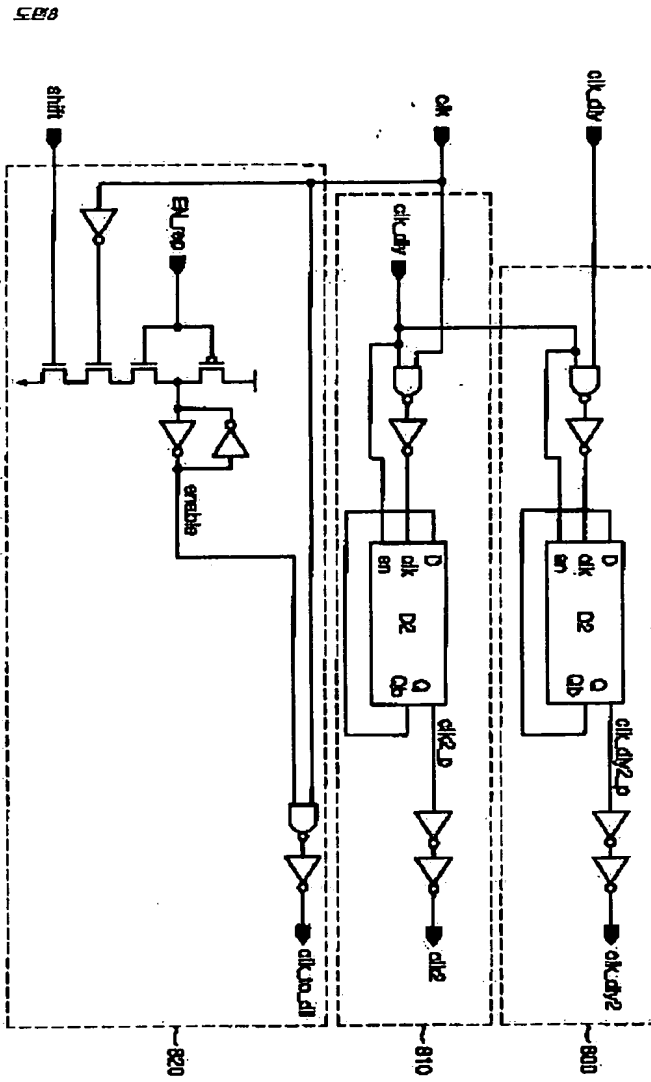 도면8
clk_dly
clk
shift
clk_dly
EN_rep
D
clk
en
D2
Q
Qb
clk_dly2_p
clk_dly2
800
D
clk
en
D2
Q
Qb
clk2_p
clk2
810
enable
clk_to_dll
820